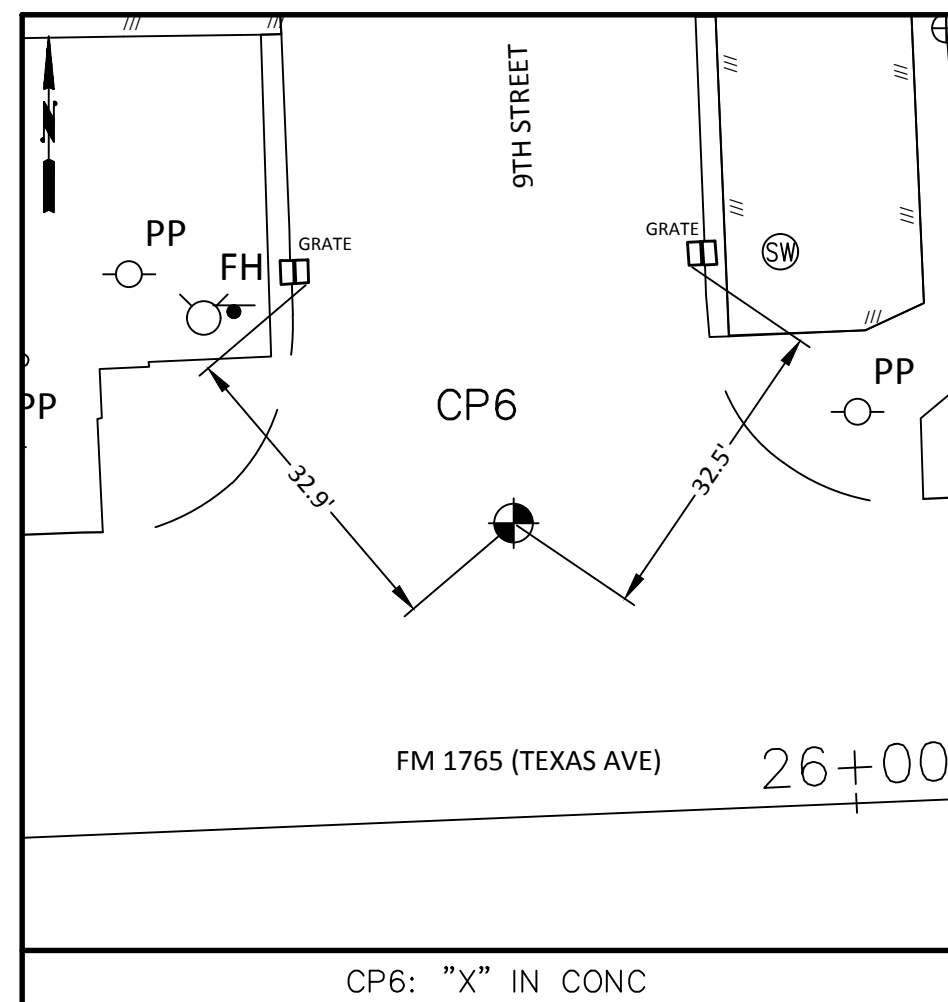 N
9TH STREET
PP
GRATE
GRATE
FH
SW
PP
PP
CP6
32.9'
32.5'
FM 1765 (TEXAS AVE)
26+00
CP6: "X" IN CONC